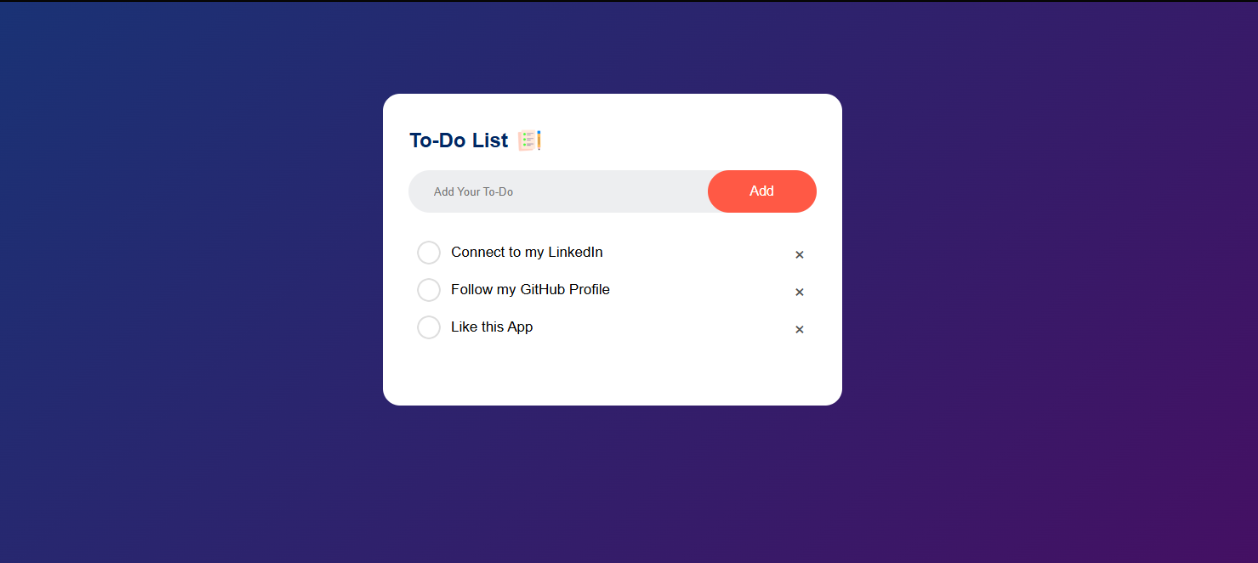 To-Do List
Add Your To-Do
Add
Connect to my LinkedIn
Follow my GitHub Profile
Like this App